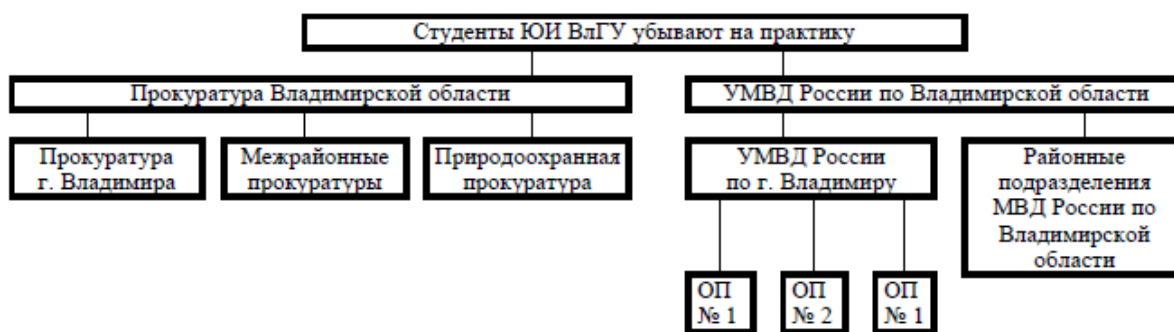 Студенты ЮИ ВлГУ убывают на практику
Прокуратура Владимирской области
УМВД России по Владимирской области
Прокуратура
г. Владимира
Межрайонные
прокуратуры
Природоохранная
прокуратура
УМВД России
по г. Владимиру
Районные
подразделения
МВД России по
Владимирской
области
ОП
№ 1
ОП
№ 2
ОП
№ 1